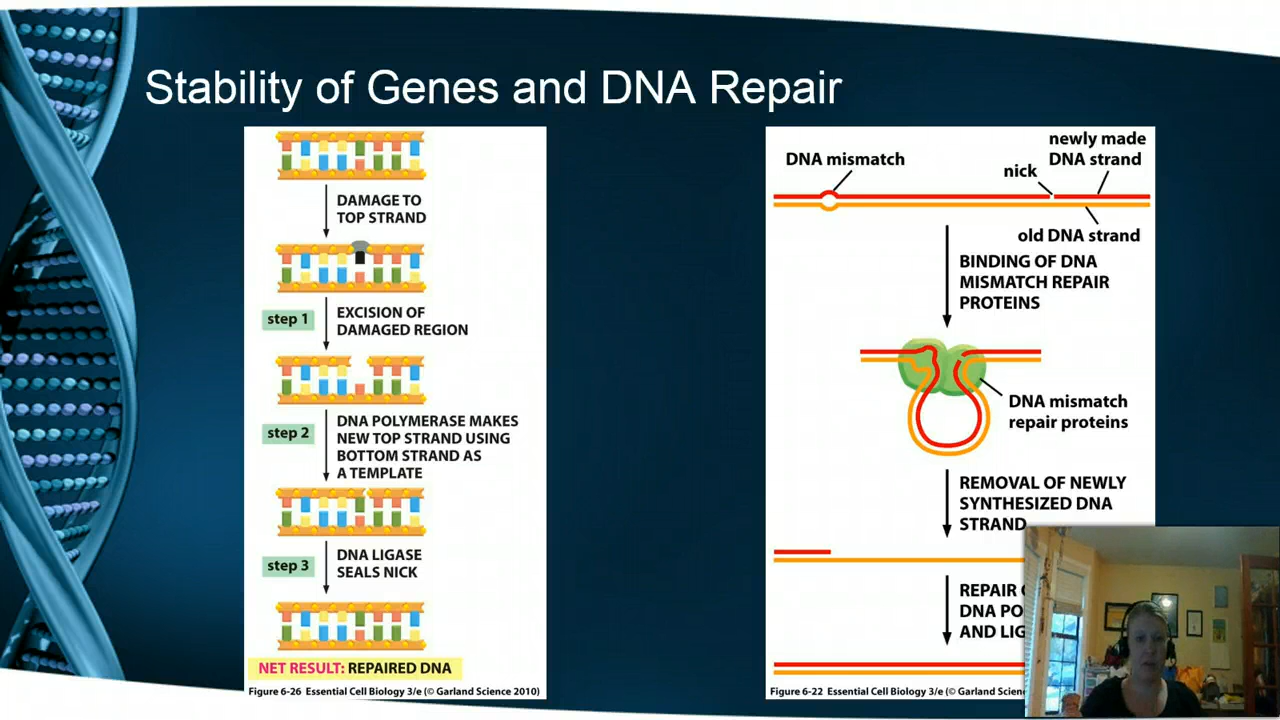 Stability of Genes and DNA Repair
DAMAGE TO
TOP STRAND
step 1
EXCISION OF
DAMAGED REGION
step 2
DNA POLYMERASE MAKES
NEW TOP STRAND USING
BOTTOM STRAND AS
A TEMPLATE
step 3
DNA LIGASE
SEALS NICK
NET RESULT: REPAIRED DNA
Figure 6-26 Essential Cell Biology 3/e (© Garland Science 2010)
DNA mismatch
nick
newly made
DNA strand
old DNA strand
BINDING OF DNA
MISMATCH REPAIR
PROTEINS
DNA mismatch
repair proteins
REMOVAL OF NEWLY
SYNTHESIZED DNA
STRAND
REPAIR
DNA
AND
Figure 6-22 Essential Cell Biology 3/e (© Garland